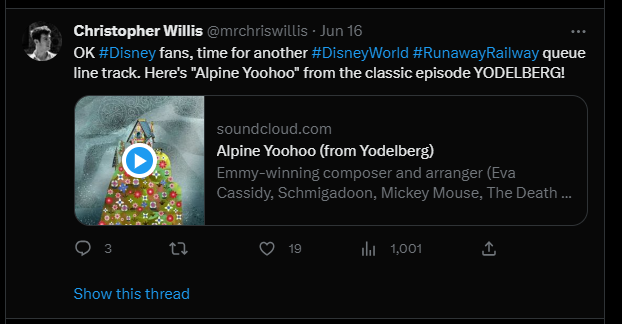 Christopher Willis @mrchriswillis · Jun 16
OK #Disney fans, time for another #DisneyWorld #RunawayRailway queue
line track. Here's "Alpine Yoohoo" from the classic episode YODELBERG!
soundcloud.com
Alpine Yoohoo (from Yodelberg)
Emmy-winning composer and arranger (Eva
Cassidy, Schmigadoon, Mickey Mouse, The Death ...
3 19 1,001
Show this thread